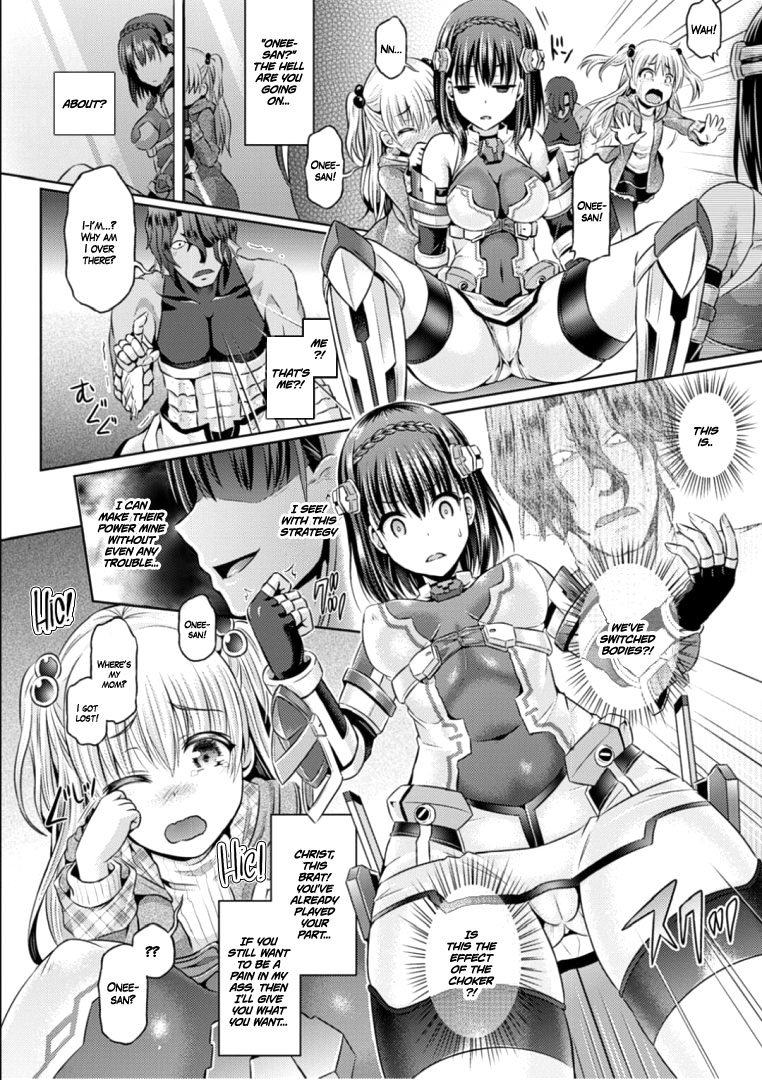 WAH!
ONEE-
SAN!
NN...
ONEE-
SAN!
"ONEE-
SAN?"
THE HELL
ARE YOU
GOING
ON...
ABOUT?
I-I'M...?
WHY AM
I OVER
THERE?
むぐぐ
ME
?!
THAT'S
ME?!
THIS
IS..
WE'VE
SWITCHED
BODIES?!
I SEE!
WITH THIS
STRATEGY
I CAN
MAKE THEIR
POWER MINE
WITHOUT
EVEN ANY
TROUBLE...
HIC!
ONEE-
SAN!
WHERE'S
MY
MOM?
I GOT
LOST!
IS
THIS THE
EFFECT
OF THE
CHOKER
?!
HIC!
CHRIST,
THIS
BRAT!
YOU'VE
ALREADY
PLAYED
YOUR
PART...
IF YOU
STILL WANT
TO BE
A PAIN IN MY
ASS, THEN
I'LL GIVE
YOU WHAT
YOU WANT...
??
ONEE-
SAN?